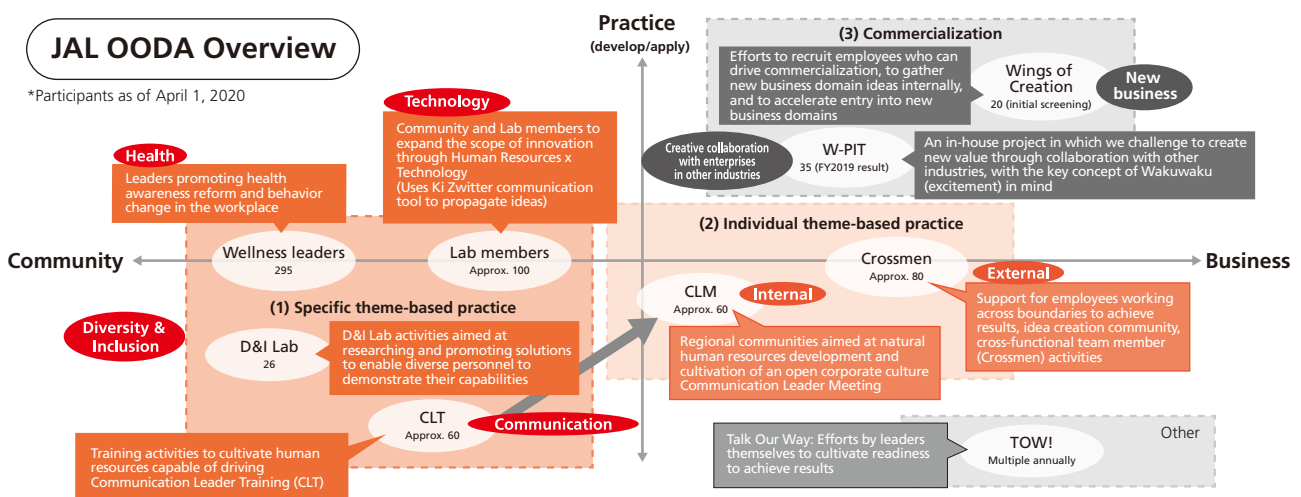 JAL OODA Overview
*Participants as of April 1, 2020
Practice
(develop/apply)
(3) Commercialization
Efforts to recruit employees who can
drive commercialization, to gather
new business domain ideas internally,
and to accelerate entry into new
business domains
Wings of
Creation
20 (initial screening)
New
business
Creative collaboration
with enterprises
in other industries
W-PIT
35 (FY2019 result)
An in-house project in which we challenge to create
new value through collaboration with other
industries, with the key concept of Wakuwaku
(excitement) in mind
Technology
Community and Lab members to
expand the scope of innovation
through Human Resources x
Technology
(Uses Ki Zwitter communication
tool to propagate ideas)
Health
Leaders promoting health
awareness reform and behavior
change in the workplace
Community
Wellness leaders
295
Lab members
Approx. 100
(2) Individual theme-based practice
Crossmen
Approx. 80
Business
External
Support for employees working
across boundaries to achieve
results, idea creation community,
cross-functional team member
(Crossmen) activities
CLM
Approx. 60
Internal
Regional communities aimed at natural
human resources development and
cultivation of an open corporate culture
Communication Leader Meeting
(1) Specific theme-based practice
Diversity &
Inclusion
D&I Lab
26
D&I Lab activities aimed at
researching and promoting solutions
to enable diverse personnel to
demonstrate their capabilities
CLT
Approx. 60
Communication
Training activities to cultivate human
resources capable of driving
Communication Leader Training (CLT)
Talk Our Way: Efforts by leaders
themselves to cultivate readiness
to achieve results
TOW!
Multiple annually
Other